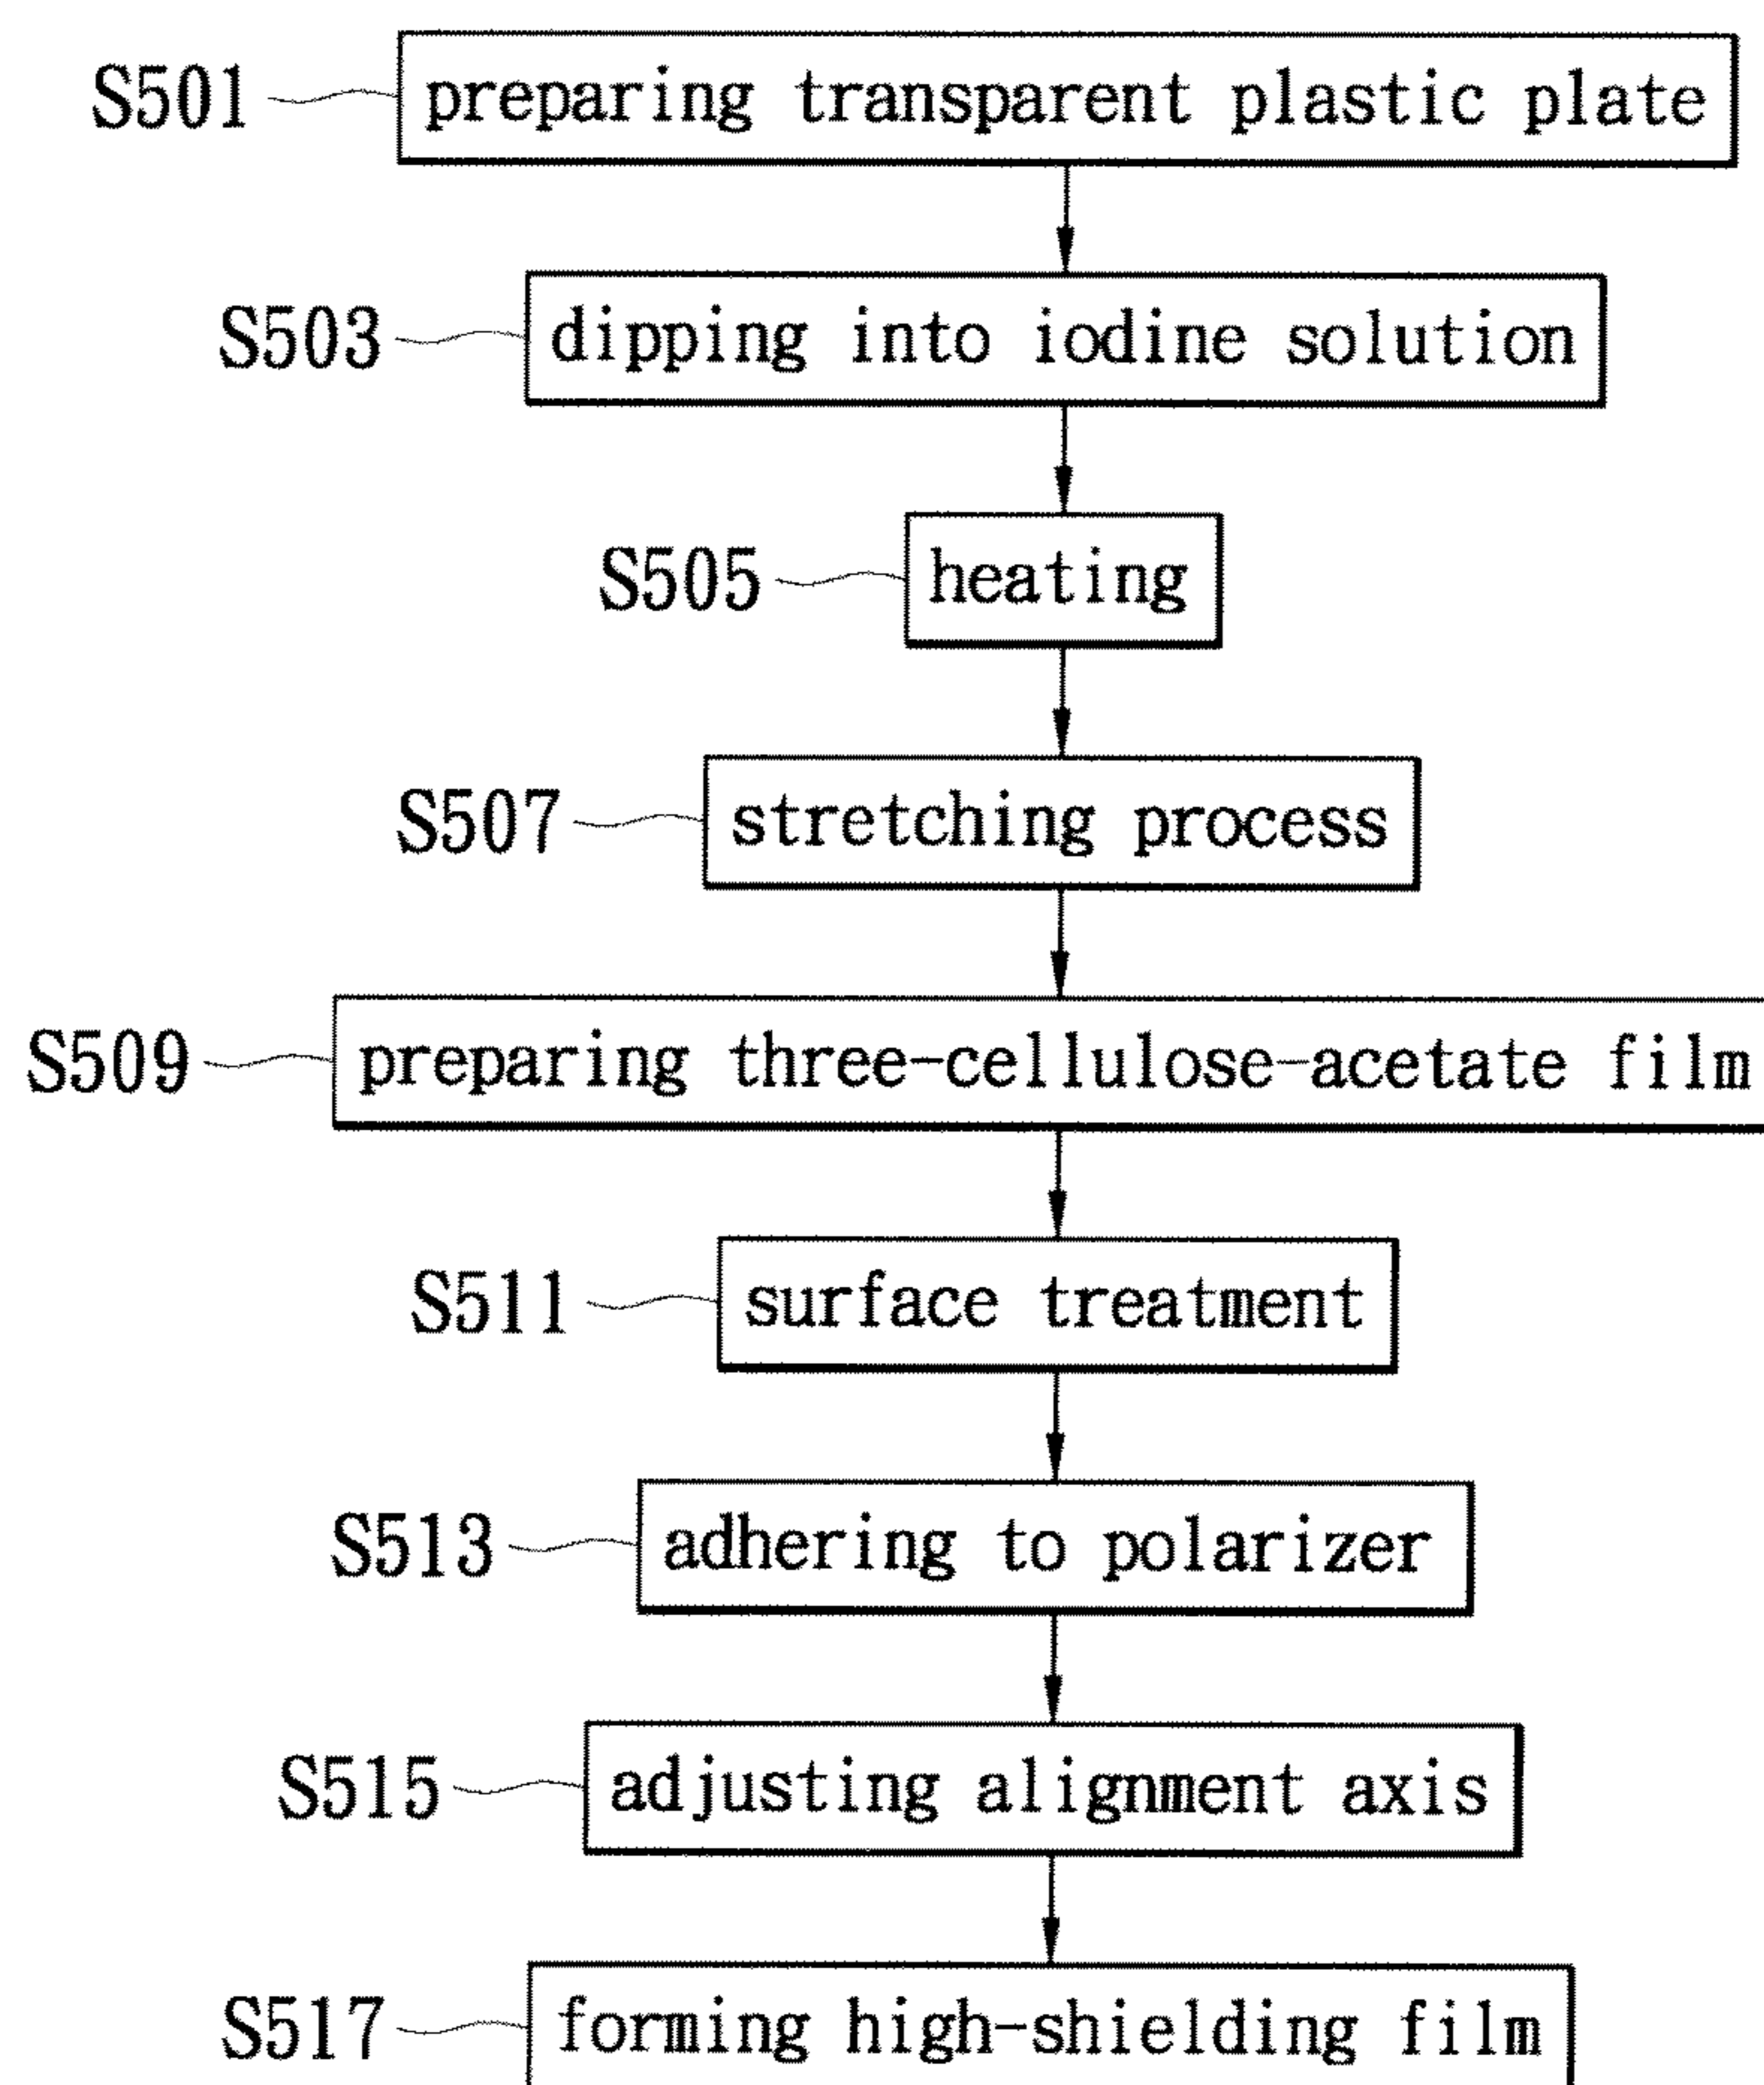 S501 preparing transparent plastic plate
S503 dipping into iodine solution
S505 heating
S507 stretching process
S509 preparing three-cellulose-acetate film
S511 surface treatment
S513 adhering to polarizer
S515 adjusting alignment axis
S517 forming high-shielding film